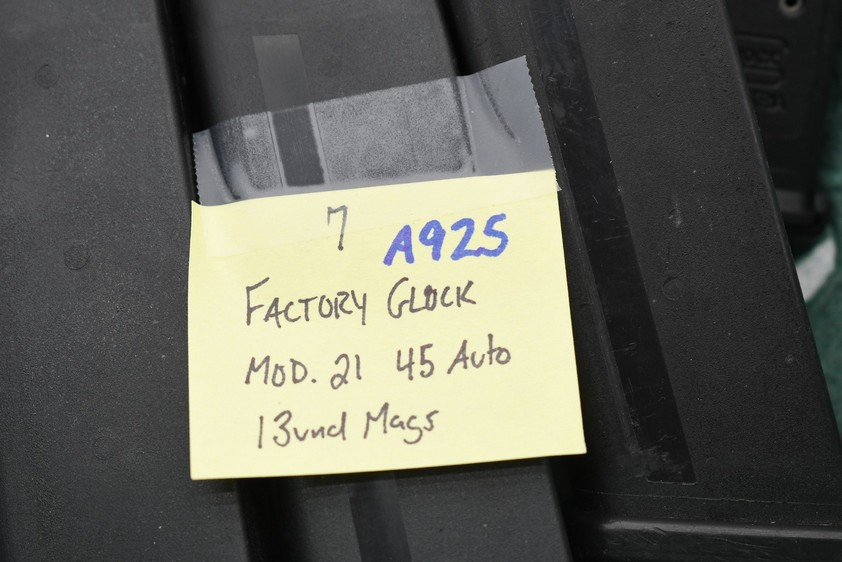 7 A925
FACTORY GLOCK
MOD. 21 45 Auto
13rnd Mags